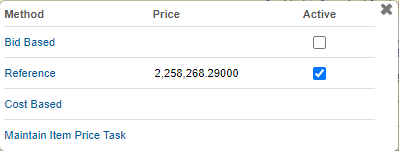 Method Price Active
Bid Based
Reference 2,258,268.29000
Cost Based
Maintain Item Price Task